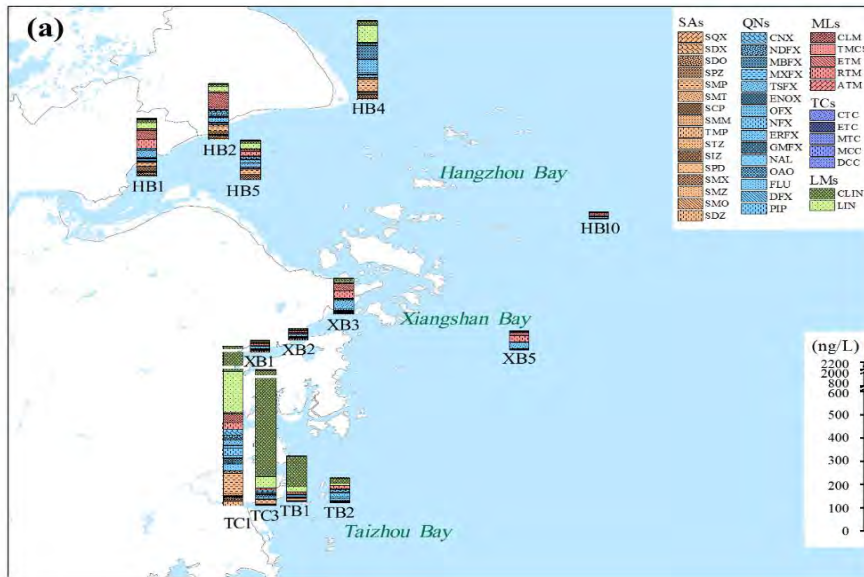 (a)
HB4
HB2
HB1
HB5
Hangzhou Bay
HB10
XB3
Xiangshan Bay
XB2
XB1
XB5
TC1
TC3
TB1
TB2
Taizhou Bay
SAs
SQX
SDX
SDO
SPZ
SMP
SMT
SCP
SMM
TMP
STZ
SIZ
SPD
SMX
SMZ
SMO
SDZ
QNs
CNX
NDFX
MBFX
MXFX
TSFX
ENOX
OFX
NFX
ERFX
GMFX
NAL
OAO
FLU
DFX
PIP
MLs
CLM
TMCS
ETM
RTM
ATM
TCs
CTC
ETC
MTC
MCC
DCC
LMs
CLIN
LIN
(ng/L)
2200
2000
800
600
500
400
300
200
100
0